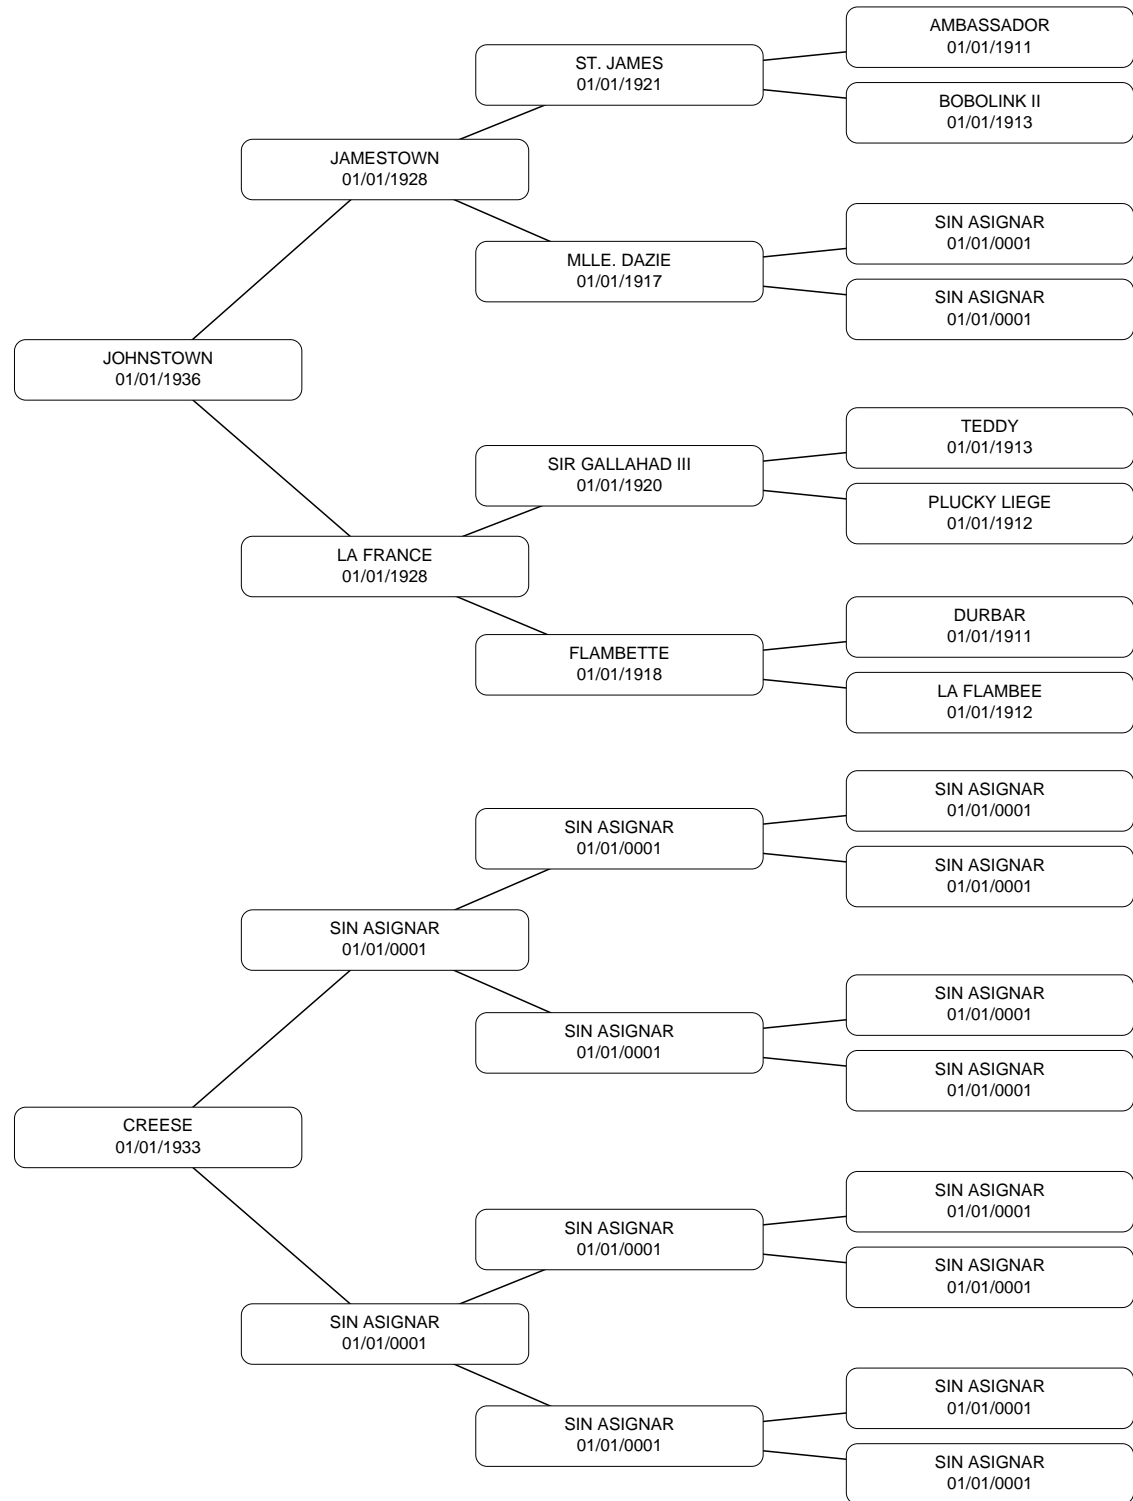 AMBASSADOR
01/01/1911
ST. JAMES
01/01/1921
BOBOLINK II
01/01/1913
JAMESTOWN
01/01/1928
SIN ASIGNAR
01/01/0001
MLLE. DAZIE
01/01/1917
SIN ASIGNAR
01/01/0001
JOHNSTOWN
01/01/1936
TEDDY
01/01/1913
SIR GALLAHAD III
01/01/1920
PLUCKY LIEGE
01/01/1912
LA FRANCE
01/01/1928
DURBAR
01/01/1911
FLAMBETTE
01/01/1918
LA FLAMBEE
01/01/1912
SIN ASIGNAR
01/01/0001
SIN ASIGNAR
01/01/0001
SIN ASIGNAR
01/01/0001
SIN ASIGNAR
01/01/0001
SIN ASIGNAR
01/01/0001
SIN ASIGNAR
01/01/0001
SIN ASIGNAR
01/01/0001
CREESE
01/01/1933
SIN ASIGNAR
01/01/0001
SIN ASIGNAR
01/01/0001
SIN ASIGNAR
01/01/0001
SIN ASIGNAR
01/01/0001
SIN ASIGNAR
01/01/0001
SIN ASIGNAR
01/01/0001
SIN ASIGNAR
01/01/0001